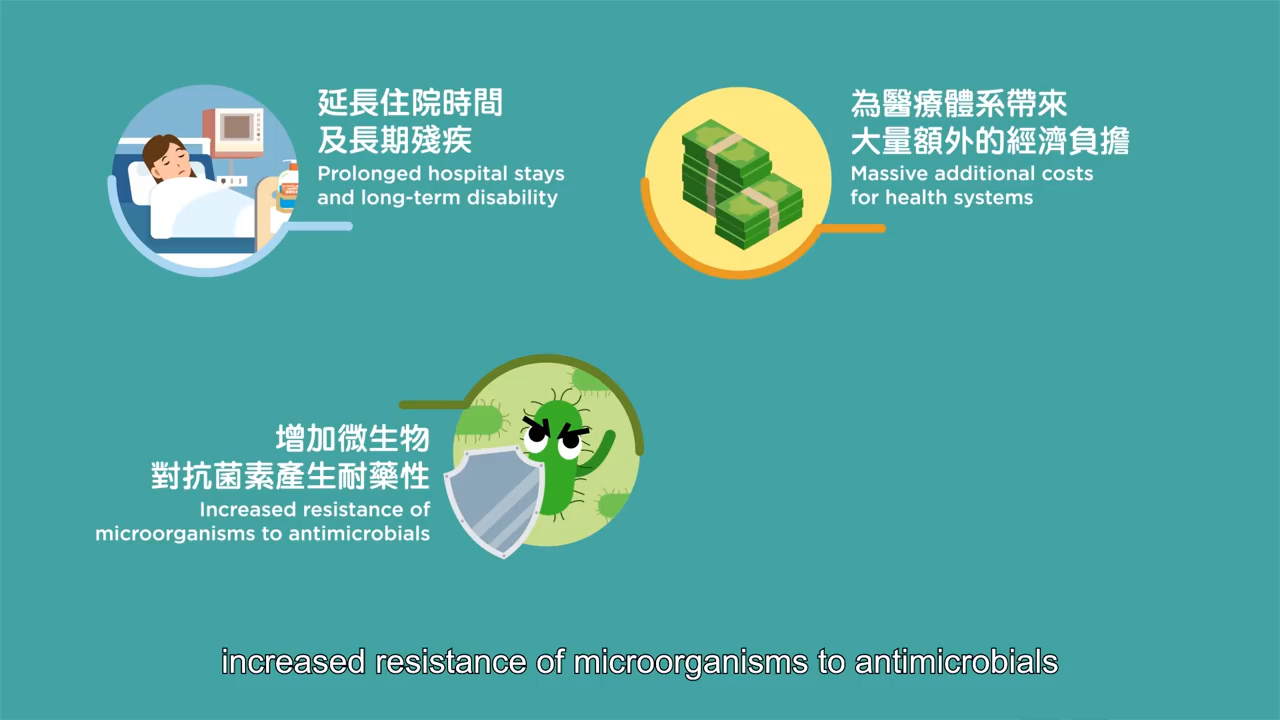 延長住院時間
及長期殘疾
Prolonged hospital stays
and long-term disability
為醫療體系帶來
大量額外的經濟負擔
Massive additional costs
for health systems
增加微生物
對抗菌素產生耐藥性
Increased resistance of
microorganisms to antimicrobials
increased resistance of microorganisms to antimicrobials